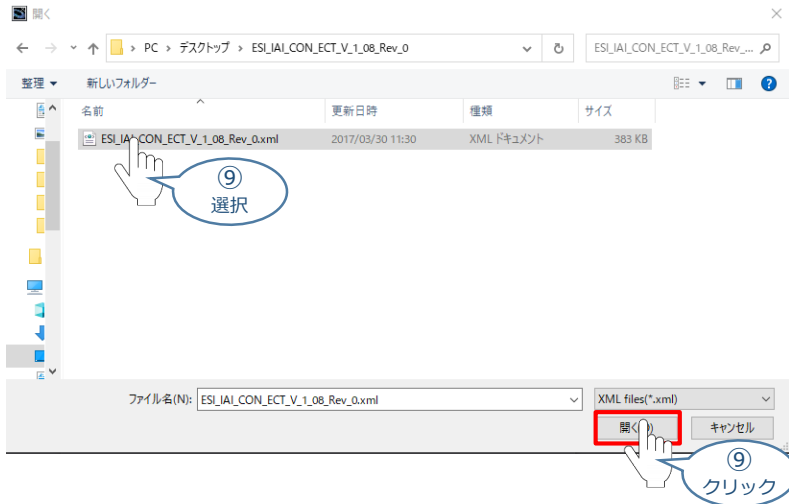 開く
PC › デスクトップ › ESI_IAI_CON_ECT_V_1_08_Rev_0
ESI_IAI_CON_ECT_V_1_08_Rev_...
整理 新しいフォルダー
名前 更新日時 種類 サイズ
ESI_IAI_CON_ECT_V_1_08_Rev_0.xml 2017/03/30 11:30 XML ドキュメント 383 KB
⑨
選択
ファイル名(N): ESI_IAI_CON_ECT_V_1_08_Rev_0.xml XML files(*.xml)
開く キャンセル
⑨
クリック